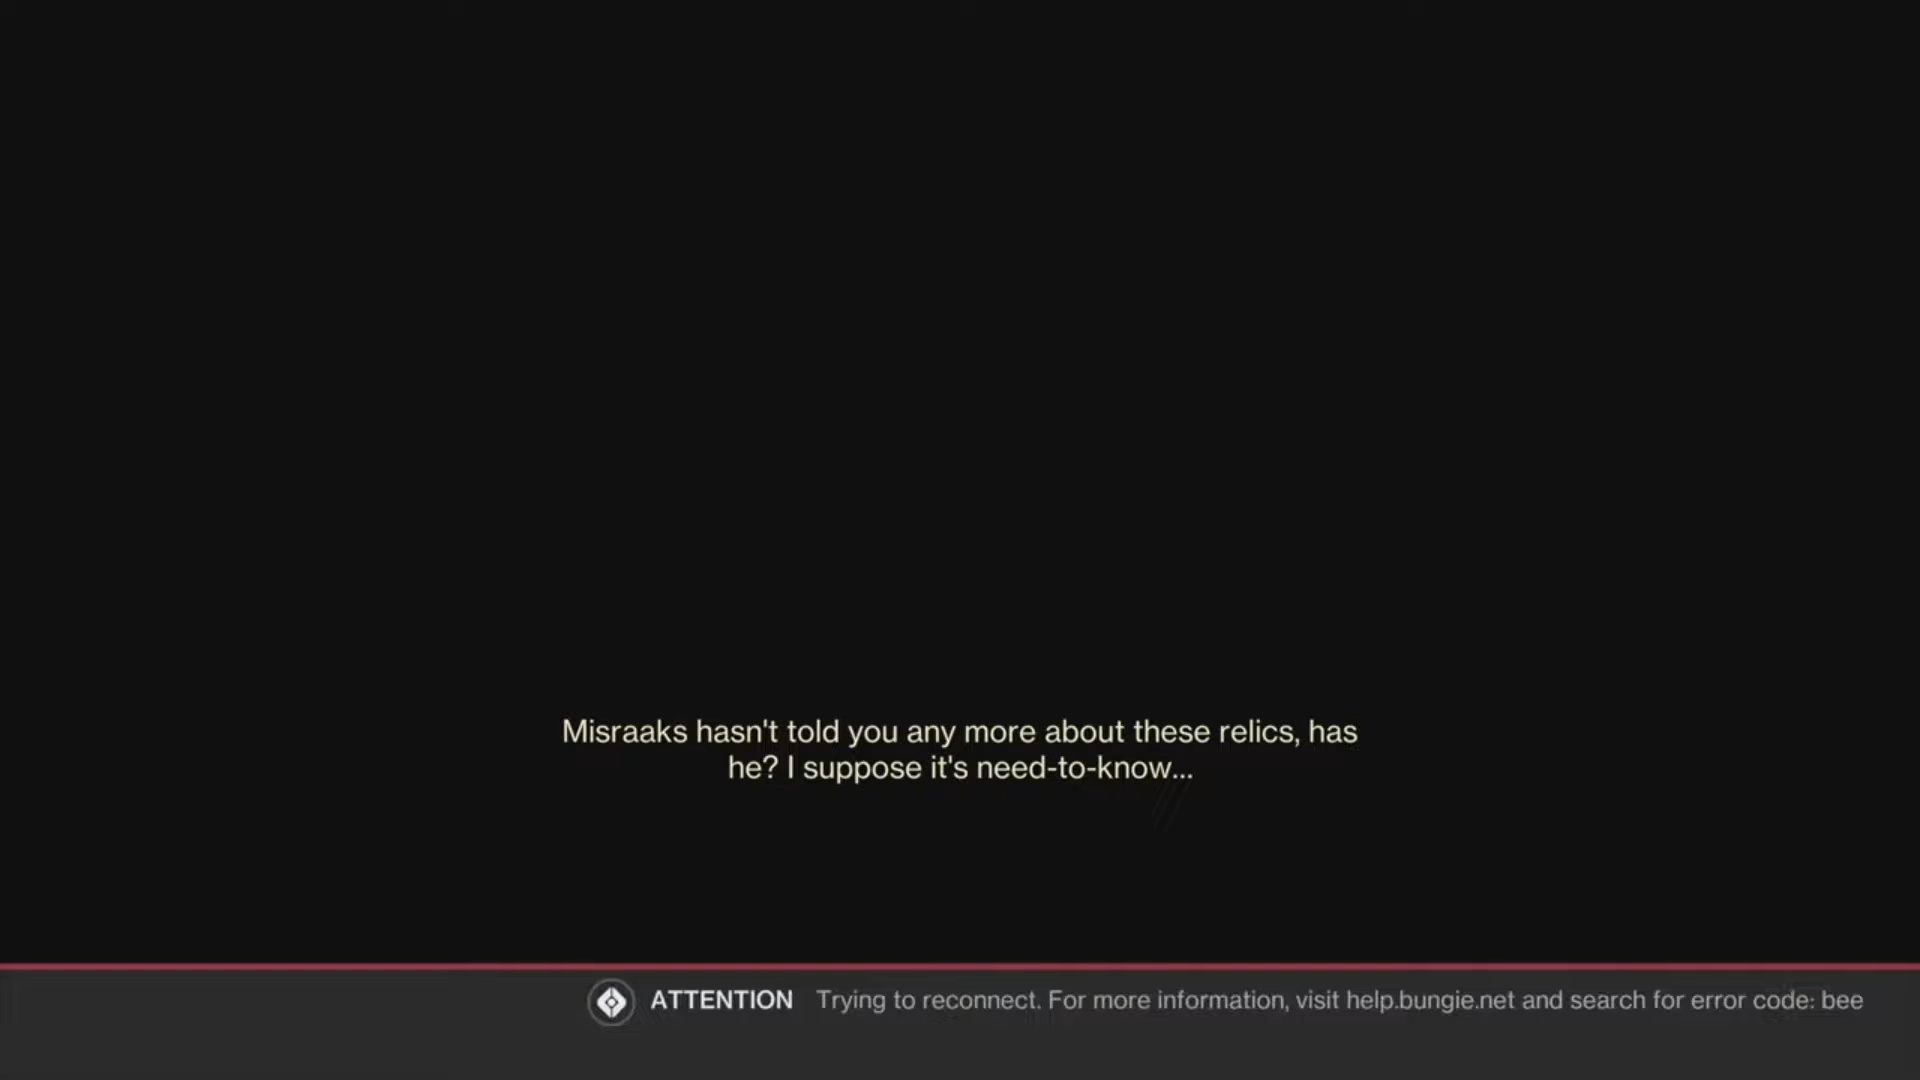 Misraaks hasn't told you any more about these relics, has
he? I suppose it's need-to-know...
ATTENTION Trying to reconnect. For more information, visit help.bungie.net and search for error code: bee